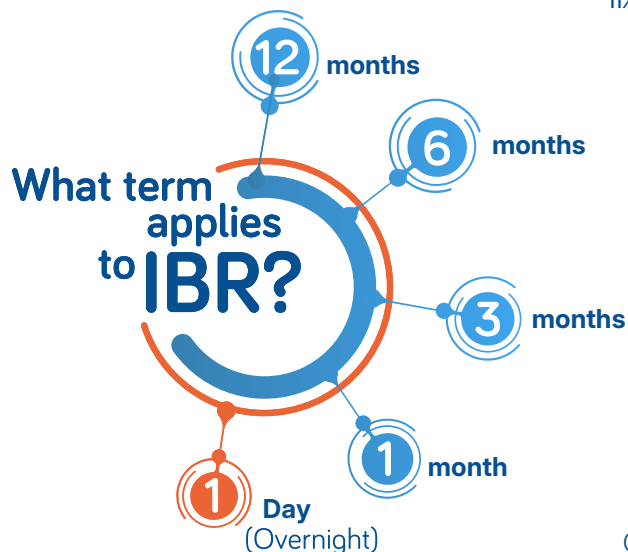 What term
applies
to IBR?
12 months
6 months
3 months
1 month
1 Day
(Overnight)